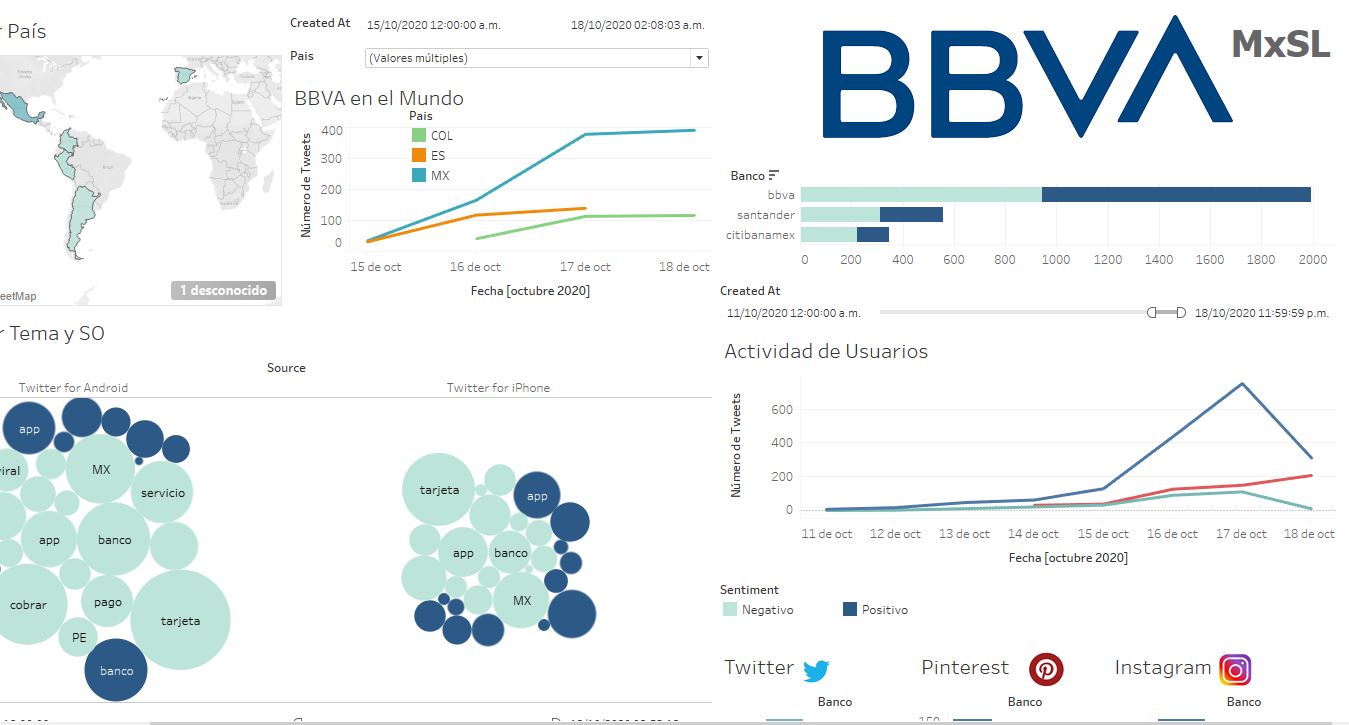 r País
Created At
15/10/2020 12:00:00 a.m.
18/10/2020 02:08:03 a.m.
Pais
(Valores múltiples)
BBVA en el Mundo
País
COL
ES
MX
Número de Tweets
400
300
200
100
0
15 de oct
16 de oct
17 de oct
18 de oct
Fecha [octubre 2020]
Brasil
1 desconocido
eetMap
BBVA
MxSL
Banco
bbva
santander
citibanamex
0
200
400
600
800
1000
1200
1400
1600
1800
2000
Created At
11/10/2020 12:00:00 a.m.
18/10/2020 11:59:59 p.m.
r Tema y SO
Source
Twitter for Android
Twitter for iPhone
app
MX
viral
servicio
app
banco
cobrar
pago
tarjeta
PE
banco
tarjeta
app
app
banco
MX
Actividad de Usuarios
Número de Tweets
600
400
200
0
11 de oct
12 de oct
13 de oct
14 de oct
15 de oct
16 de oct
17 de oct
18 de oct
Fecha [octubre 2020]
Sentiment
Negativo
Positivo
Twitter
Pinterest
Instagram
Banco
Banco
Banco
150